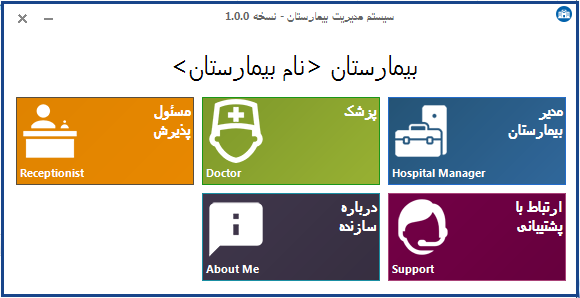 سیستم مدیریت بیمارستان - نسخه 1.0.0
بیمارستان <نام بیمارستان>
مدیر
بیمارستان
Hospital Manager
پزشک
Doctor
مسئول
پذیرش
Receptionist
ارتباط با
پشتیبانی
Support
درباره
سازنده
About Me